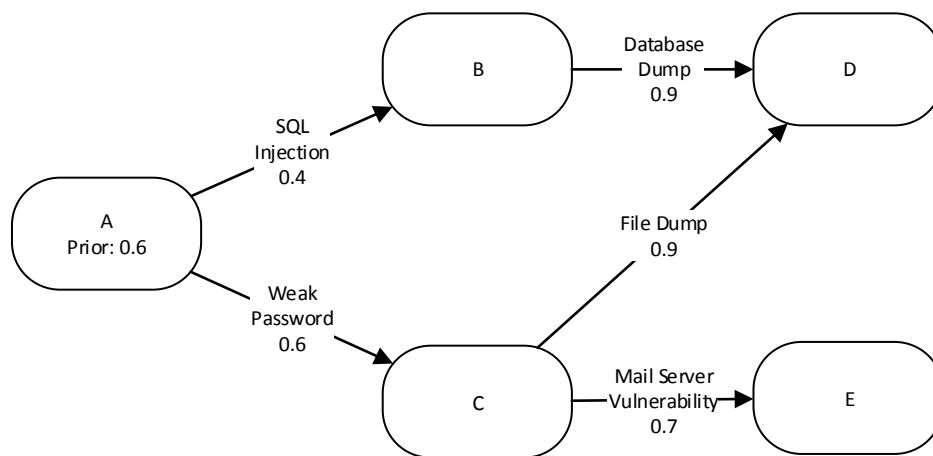 B
Database
Dump
0.9
D
SQL
Injection
0.4
A
Prior: 0.6
File Dump
0.9
Weak
Password
0.6
C
Mail Server
Vulnerability
0.7
E